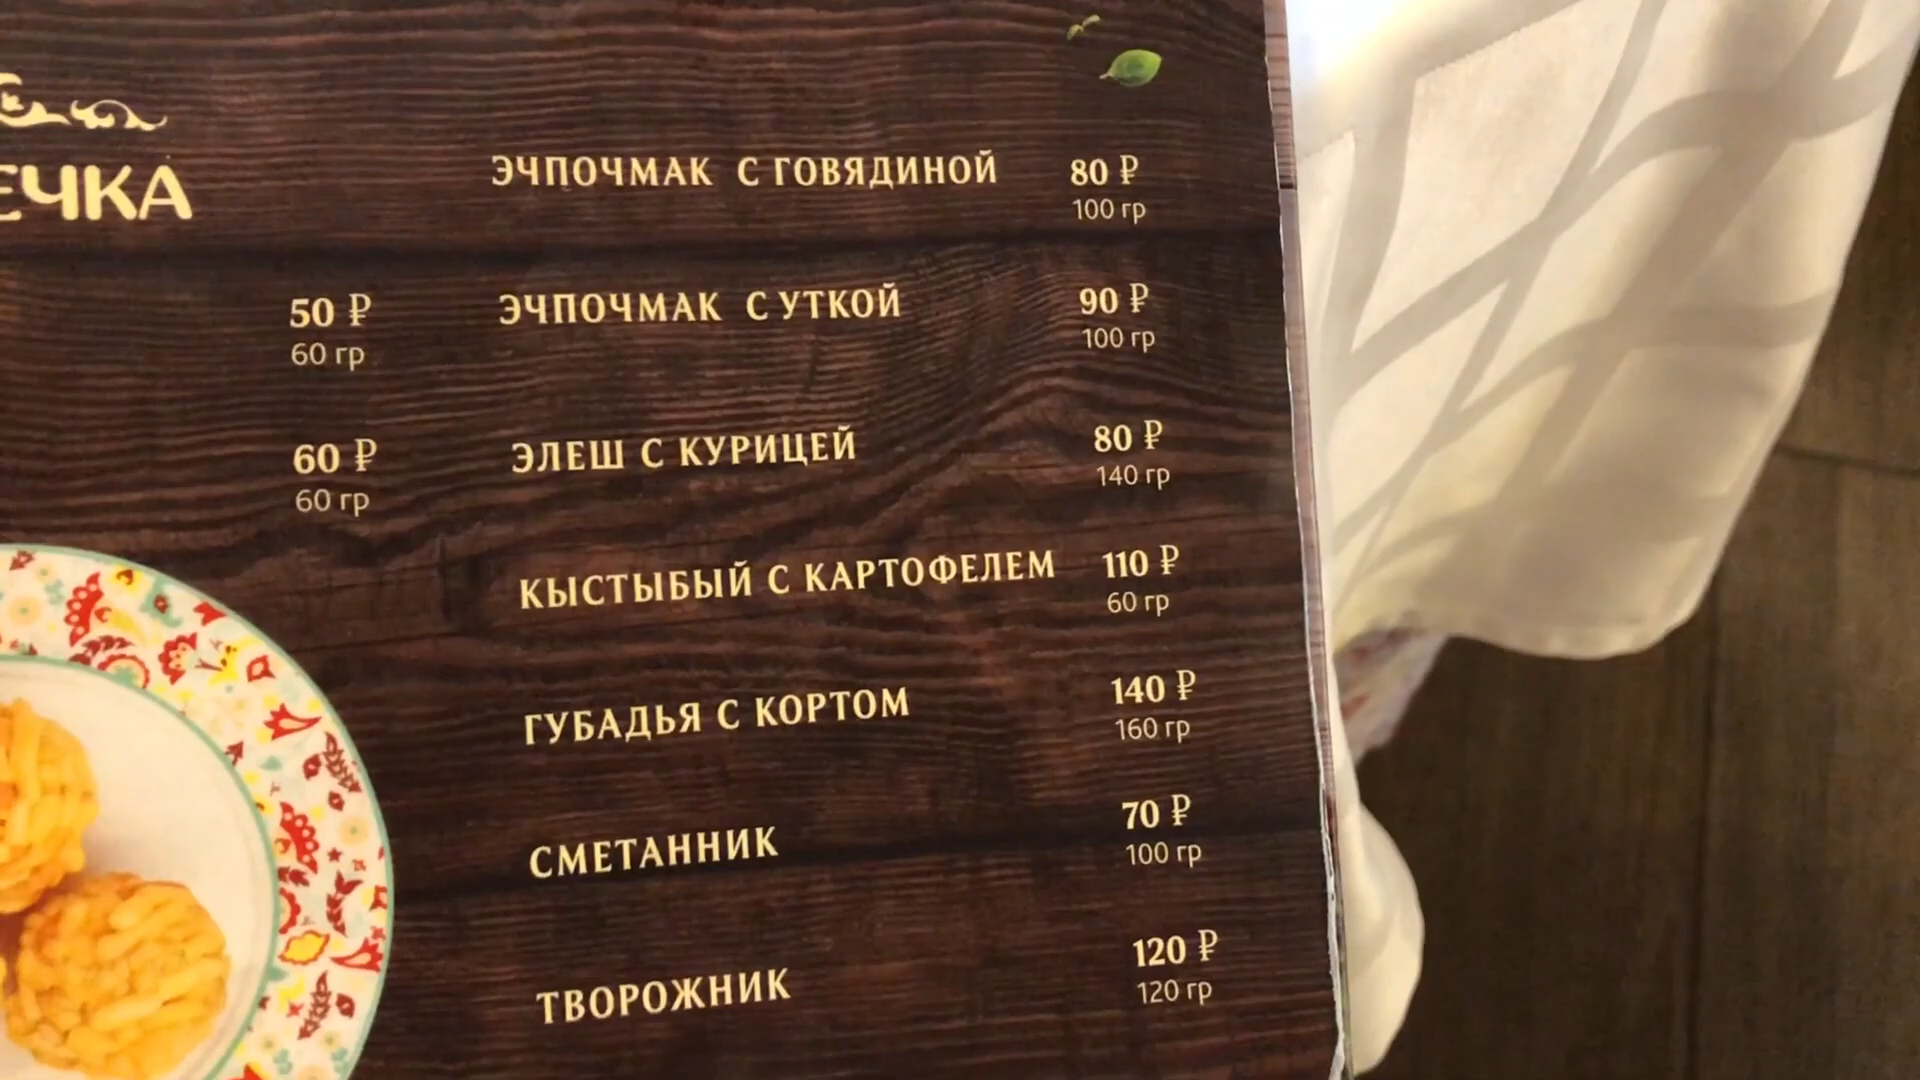 50 ₽
60 гр
60 ₽
60 гр
ЭЧПОЧМАК С ГОВЯДИНОЙ 80 ₽
100 гр
ЭЧПОЧМАК С УТКОЙ 90 ₽
100 гр
ЭЛЕШ С КУРИЦЕЙ 80 ₽
140 гр
КЫСТЫБЫЙ С КАРТОФЕЛЕМ 110 ₽
60 гр
ГУБАДЬЯ С КОРТОМ 140 ₽
160 гр
СМЕТАННИК 70 ₽
100 гр
ТВОРОЖНИК 120 ₽
120 гр